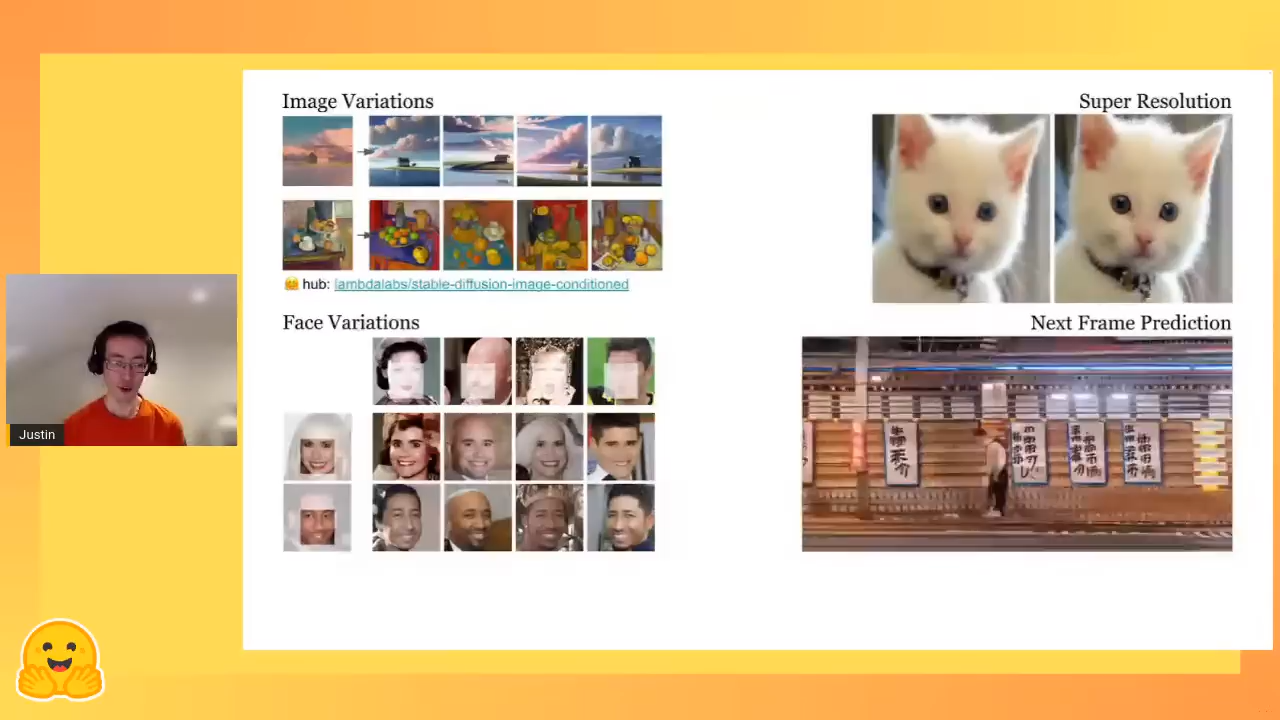 Image Variations
Super Resolution
🤗 hub: lambdalabs/stable-diffusion-image-conditioned
Face Variations
Next Frame Prediction
Justin